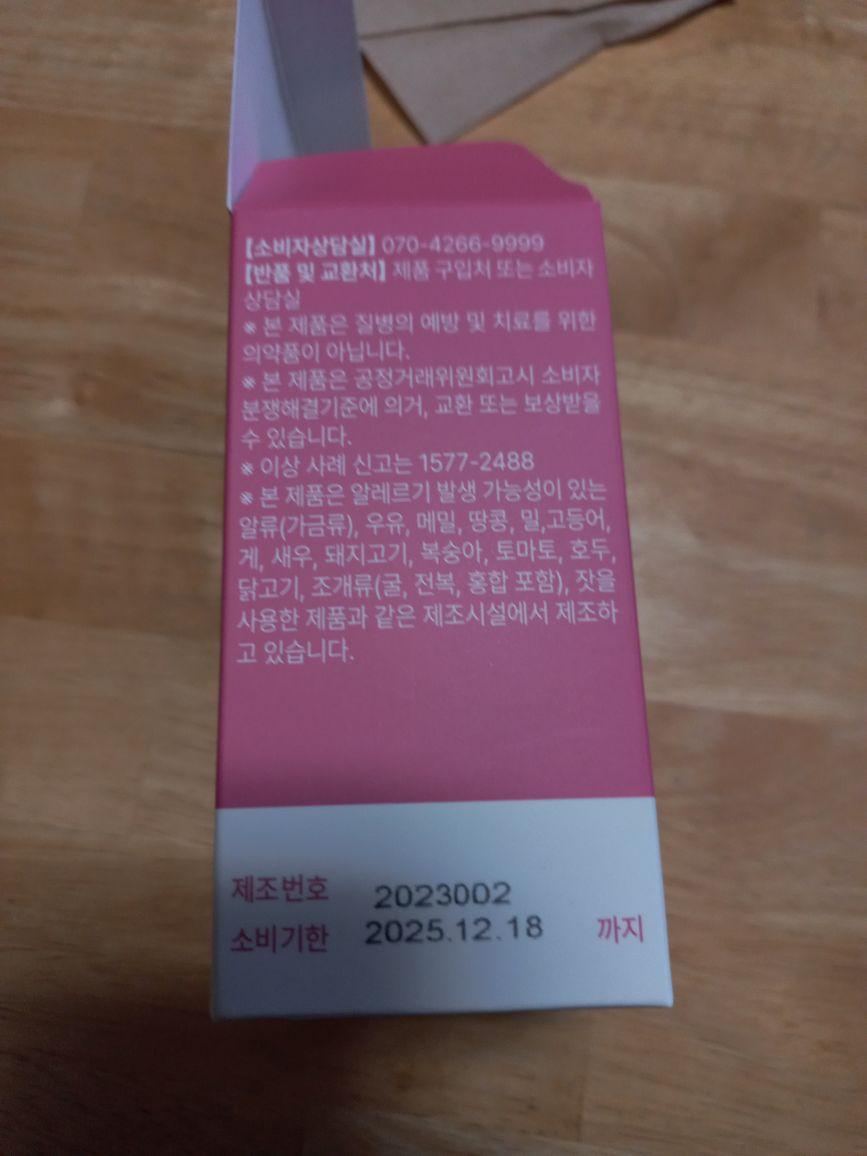 [소비자상담실] 070-4266-9999
[반품 및 교환처] 제품 구입처 또는 소비자
상담실
※ 본 제품은 질병의 예방 및 치료를 위한
의약품이 아닙니다.
※ 본 제품은 공정거래위원회고시 소비자
분쟁해결기준에 의거, 교환 또는 보상받을
수 있습니다.
※ 이상 사례 신고는 1577-2488
※ 본 제품은 알레르기 발생 가능성이 있는
알류(가금류), 우유, 메밀, 땅콩, 밀,고등어,
게, 새우, 돼지고기, 복숭아, 토마토, 호두,
닭고기, 조개류(굴, 전복, 홍합 포함), 잣을
사용한 제품과 같은 제조시설에서 제조하
고 있습니다.
제조번호 2023002
소비기한 2025.12.18 까지